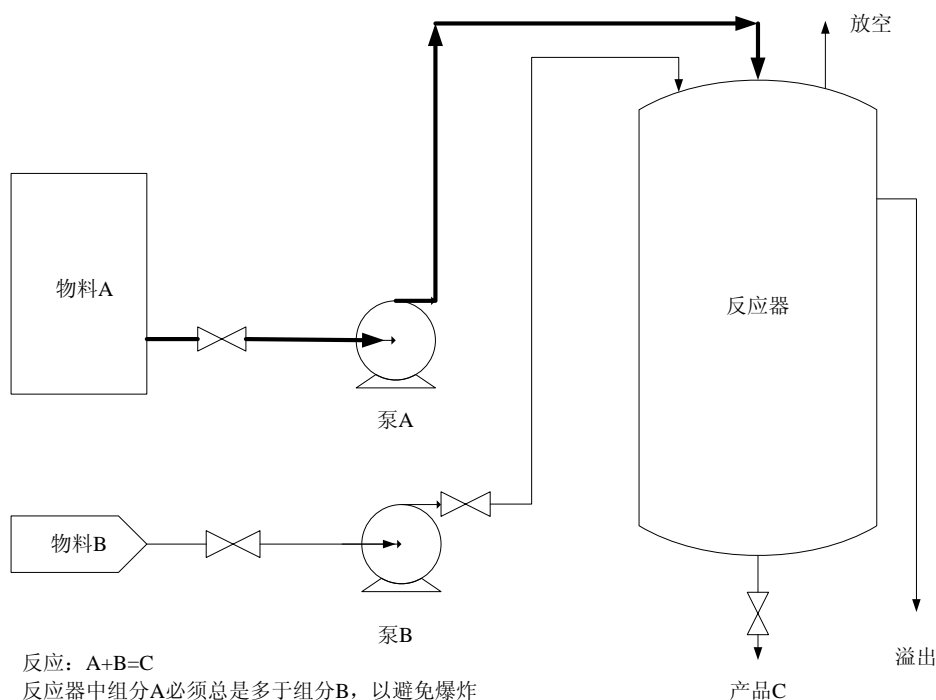 放空
物料A
反应器
泵A
物料B
泵B
溢出
反应：A+B=C
反应器中组分A必须总是多于组分B，以避免爆炸
产品C